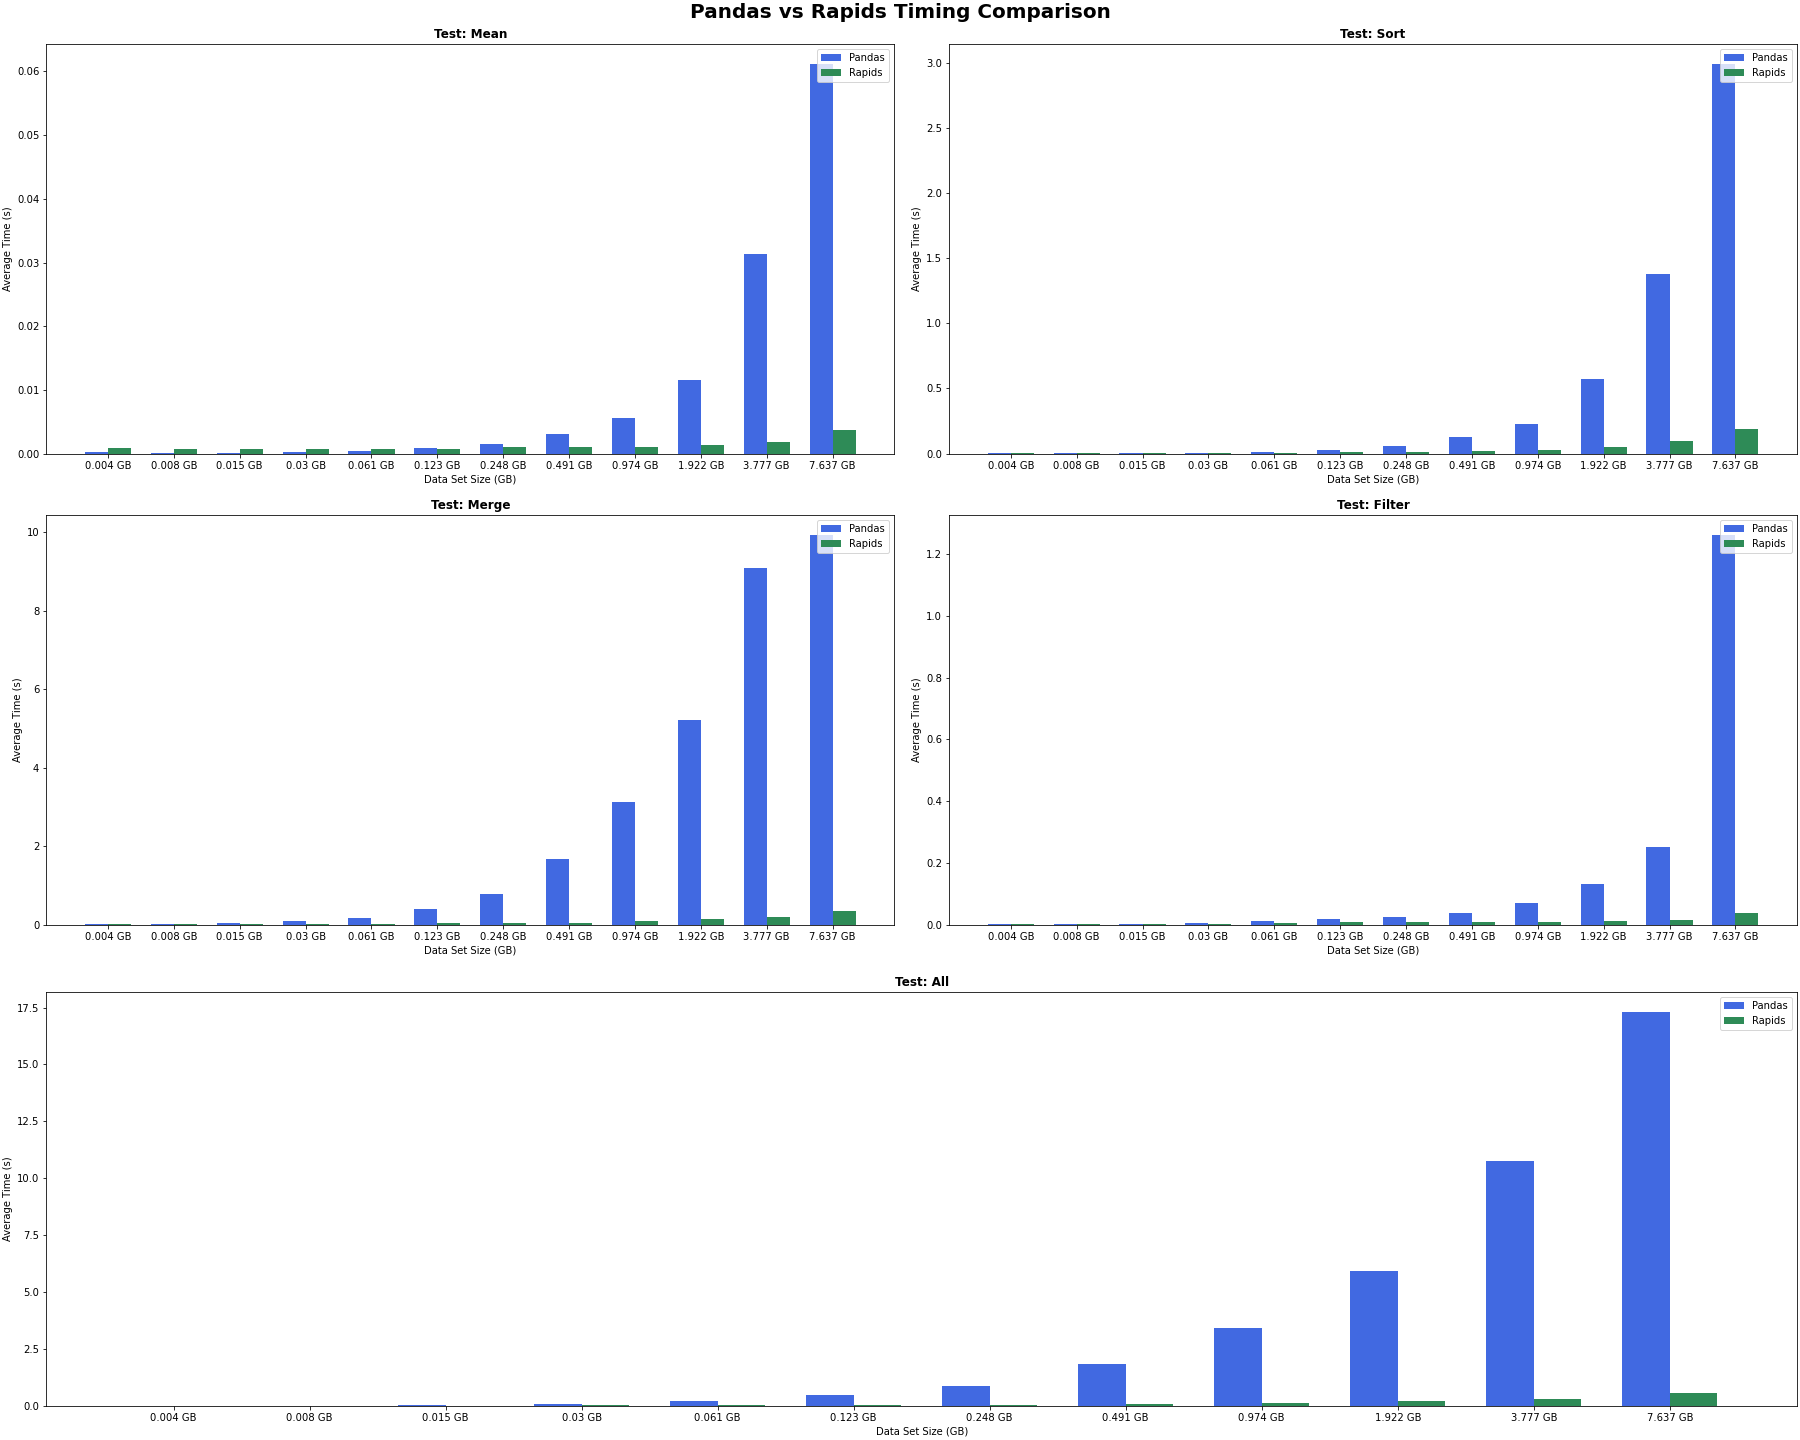 Pandas vs Rapids Timing Comparison
Test: Mean
Pandas
Rapids
0.06
0.05
0.04
0.03
0.02
0.01
0.00
Average Time (s)
0.004 GB 0.008 GB 0.015 GB 0.03 GB 0.061 GB 0.123 GB 0.248 GB 0.491 GB 0.974 GB 1.922 GB 3.777 GB 7.637 GB
Data Set Size (GB)
Test: Sort
Pandas
Rapids
3.0
2.5
2.0
1.5
1.0
0.5
0.0
Average Time (s)
0.004 GB 0.008 GB 0.015 GB 0.03 GB 0.061 GB 0.123 GB 0.248 GB 0.491 GB 0.974 GB 1.922 GB 3.777 GB 7.637 GB
Data Set Size (GB)
Test: Merge
Pandas
Rapids
10
8
6
4
2
0
Average Time (s)
0.004 GB 0.008 GB 0.015 GB 0.03 GB 0.061 GB 0.123 GB 0.248 GB 0.491 GB 0.974 GB 1.922 GB 3.777 GB 7.637 GB
Data Set Size (GB)
Test: Filter
Pandas
Rapids
1.2
1.0
0.8
0.6
0.4
0.2
0.0
Average Time (s)
0.004 GB 0.008 GB 0.015 GB 0.03 GB 0.061 GB 0.123 GB 0.248 GB 0.491 GB 0.974 GB 1.922 GB 3.777 GB 7.637 GB
Data Set Size (GB)
Test: All
Pandas
Rapids
17.5
15.0
12.5
10.0
7.5
5.0
2.5
0.0
Average Time (s)
0.004 GB 0.008 GB 0.015 GB 0.03 GB 0.061 GB 0.123 GB 0.248 GB 0.491 GB 0.974 GB 1.922 GB 3.777 GB 7.637 GB
Data Set Size (GB)